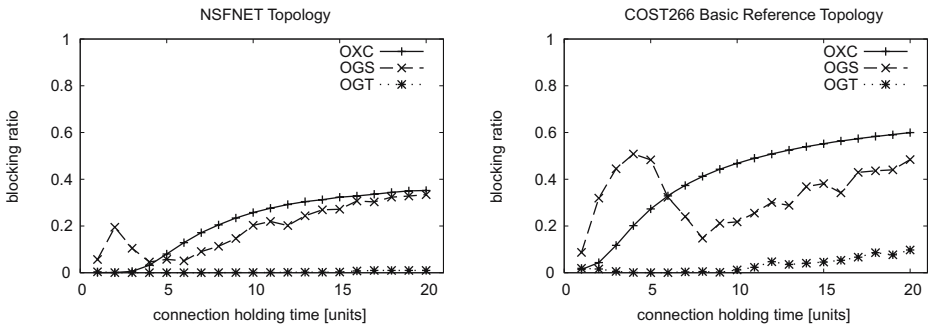 NSFNET Topology
1
0.8
0.6
0.4
0.2
0
blocking ratio
OXC
OGS
OGT
0 5 10 15 20
connection holding time [units]
COST266 Basic Reference Topology
1
0.8
0.6
0.4
0.2
0
blocking ratio
OXC
OGS
OGT
0 5 10 15 20
connection holding time [units]